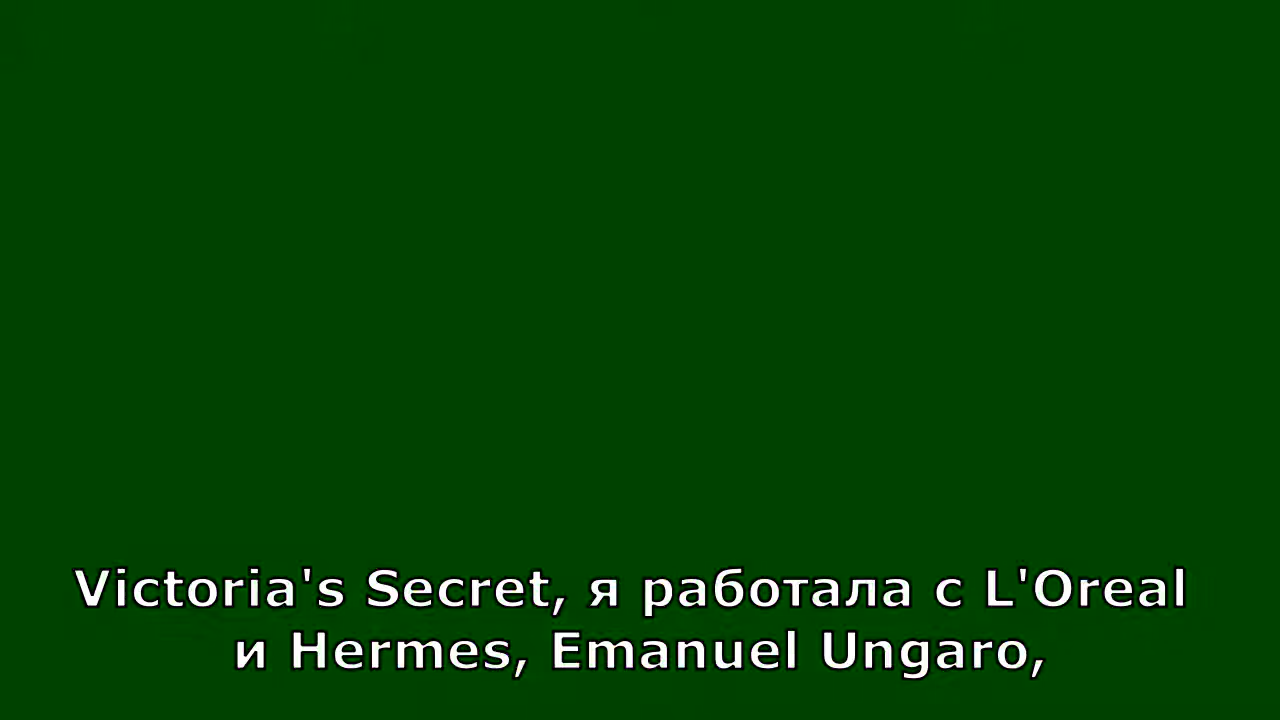 Victoria's Secret, я работала с L'Oreal
и Hermes, Emanuel Ungaro,